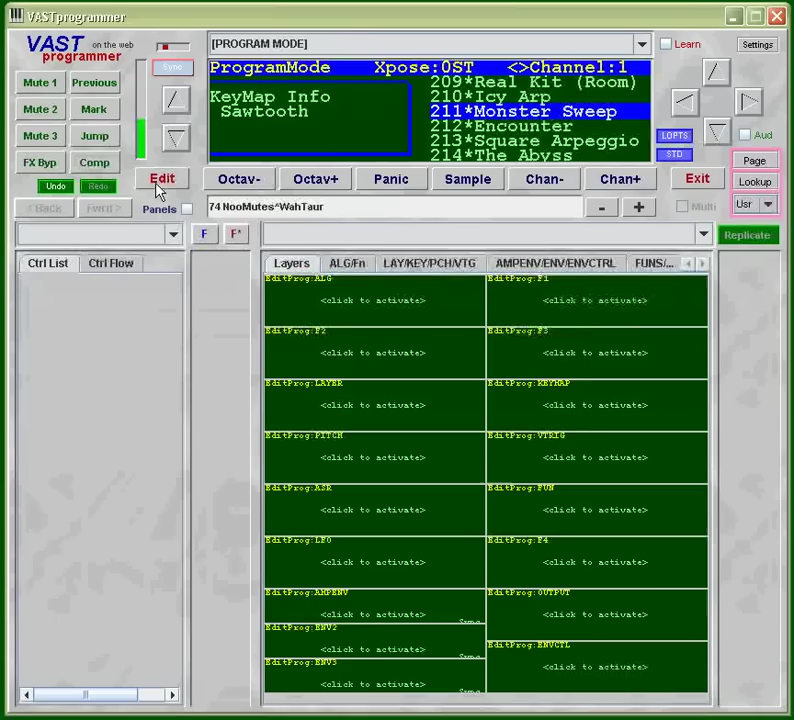 VASTprogrammer
VAST on the web
programmer
[PROGRAM MODE]
Learn
Settings
Sync
ProgramMode Xpose:0ST <>Channel:1
KeyMap Info
Sawtooth
209*Real Kit (Room)
210*Icy Arp
211*Monster Sweep
212*Encounter
213*Square Arpeggio
214*The Abyss
Mute 1 Previous
Mute 2 Mark
Mute 3 Jump
FX Byp Comp
Undo Redo
<Back Fwrd>
LOPTS
STD
Aud
Page
Lookup
Usr
Edit Octav- Octav+ Panic Sample Chan- Chan+ Exit
Panels
74 NooMutes^WahTaur
- +
Multi
F F*
Replicate
Ctrl List Ctrl Flow
Layers ALG/Fn LAY/KEY/PCH/VTG AMPENV/ENV/ENVCTRL FUNS/...
EditProg:ALG EditProg:F1
<click to activate> <click to activate>
EditProg:F2 EditProg:F3
<click to activate> <click to activate>
EditProg:LAYER EditProg:KEYMAP
<click to activate> <click to activate>
EditProg:PITCH EditProg:VTRIG
<click to activate> <click to activate>
EditProg:ASR EditProg:FUN
<click to activate> <click to activate>
EditProg:LFO EditProg:F4
<click to activate> <click to activate>
EditProg:AMPENV EditProg:OUTPUT
<click to activate> <click to activate>
Sync
EditProg:ENV2 EditProg:ENVCTL
<click to activate> <click to activate>
Sync
EditProg:ENV3
<click to activate>
Sync